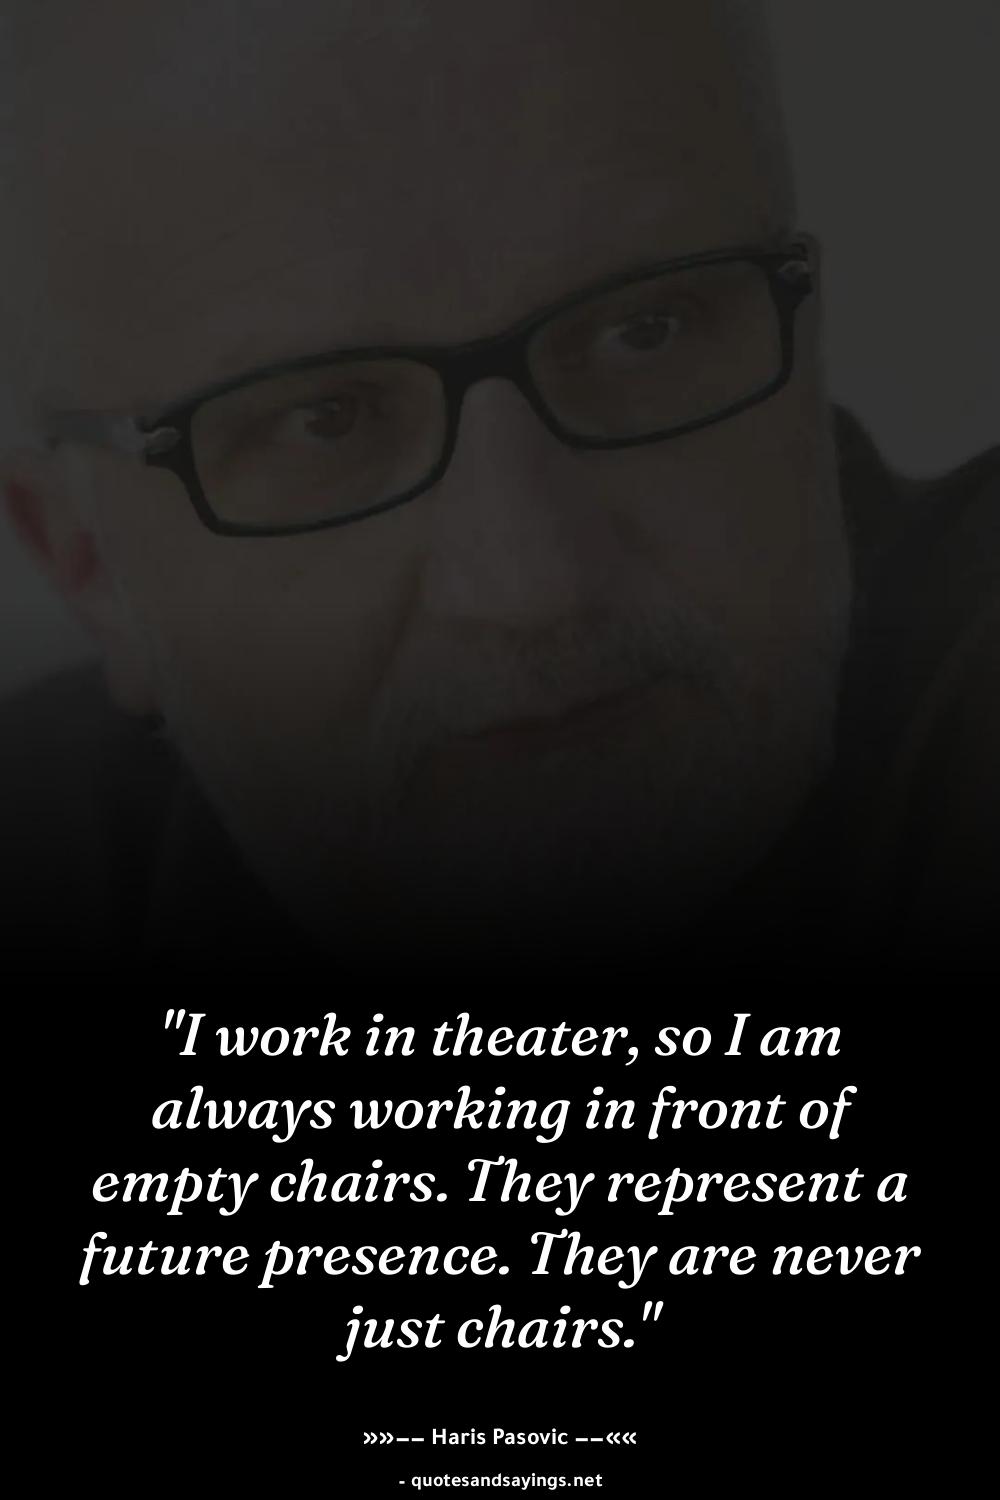 "I work in theater, so I am
always working in front of
empty chairs. They represent a
future presence. They are never
just chairs."
»»—— Haris Pasovic ——««
- quotesandsayings.net